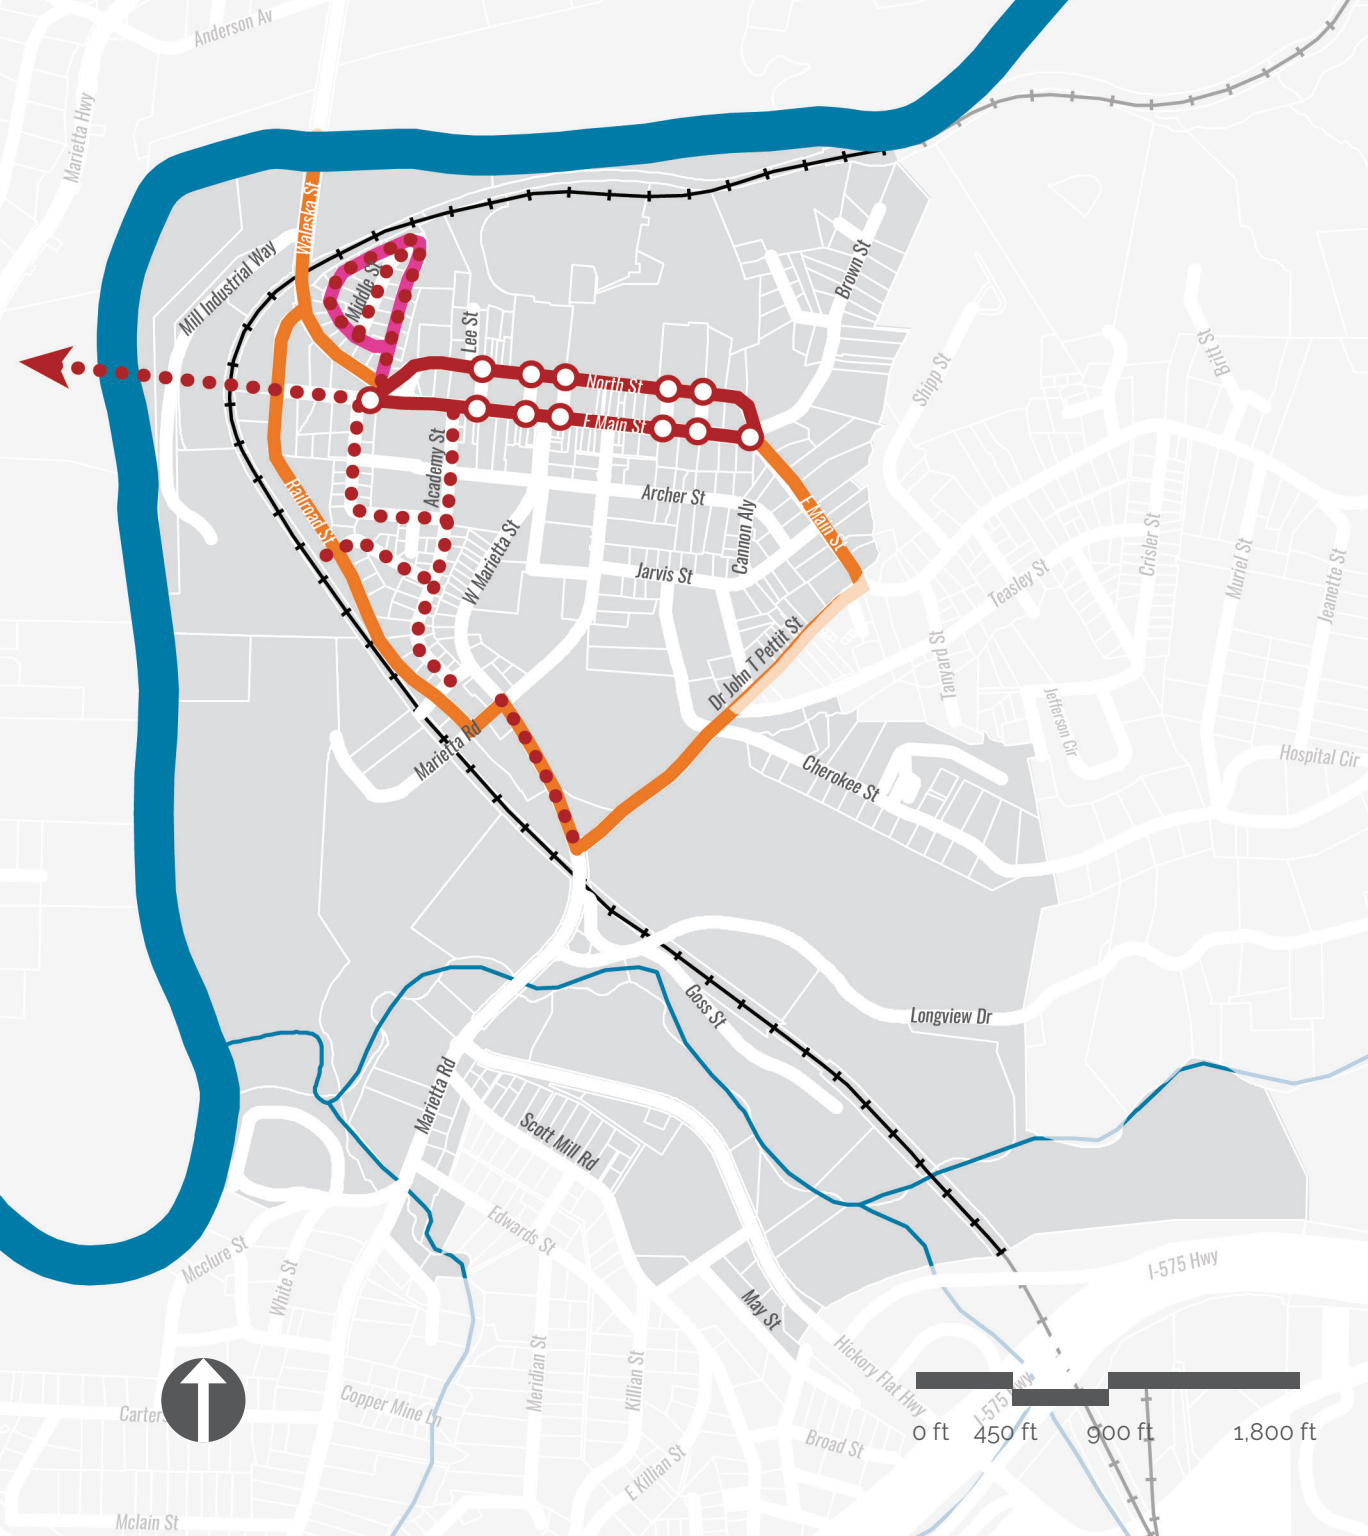 Anderson Av
Marietta Hwy
Waleska St
Mill Industrial Way
Middle St
Brown St
Lee St
North St
E Main St
Shipp St
Britt St
Academy St
Archer St
Cannon Aly
E Main St
Railroad St
W Marietta St
Jarvis St
Crisler St
Muriel St
Jeanette St
Teasley St
Dr John T Pettit St
Tanyard St
Jefferson Cir
Marietta Rd
Cherokee St
Hospital Cir
Goss St
Longview Dr
Marietta Rd
Scott Mill Rd
Edwards St
Mcclure St
White St
I-575 Hwy
May St
Hickory Flat Hwy
Meridian St
Killian St
I-575 Hwy
Carters
Copper Mine Ln
0 ft 450 ft 900 ft 1,800 ft
Broad St
E Killian St
Mclain St